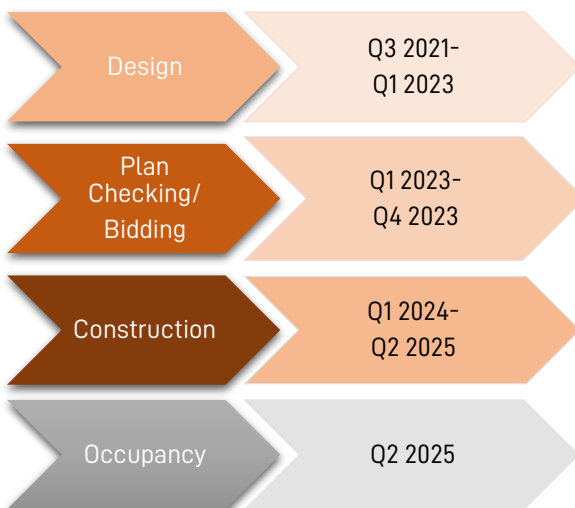 Design
Q3 2021-
Q1 2023
Plan
Checking/
Bidding
Q1 2023-
Q4 2023
Construction
Q1 2024-
Q2 2025
Occupancy
Q2 2025